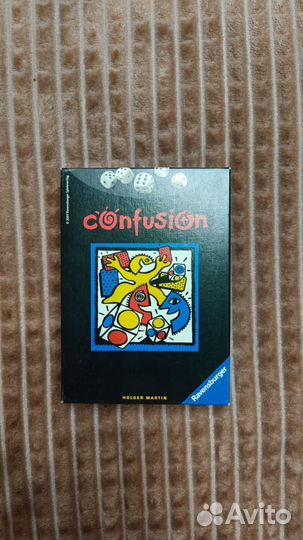 confusion
HOLGER MARTIN
Ravensburger
Avito